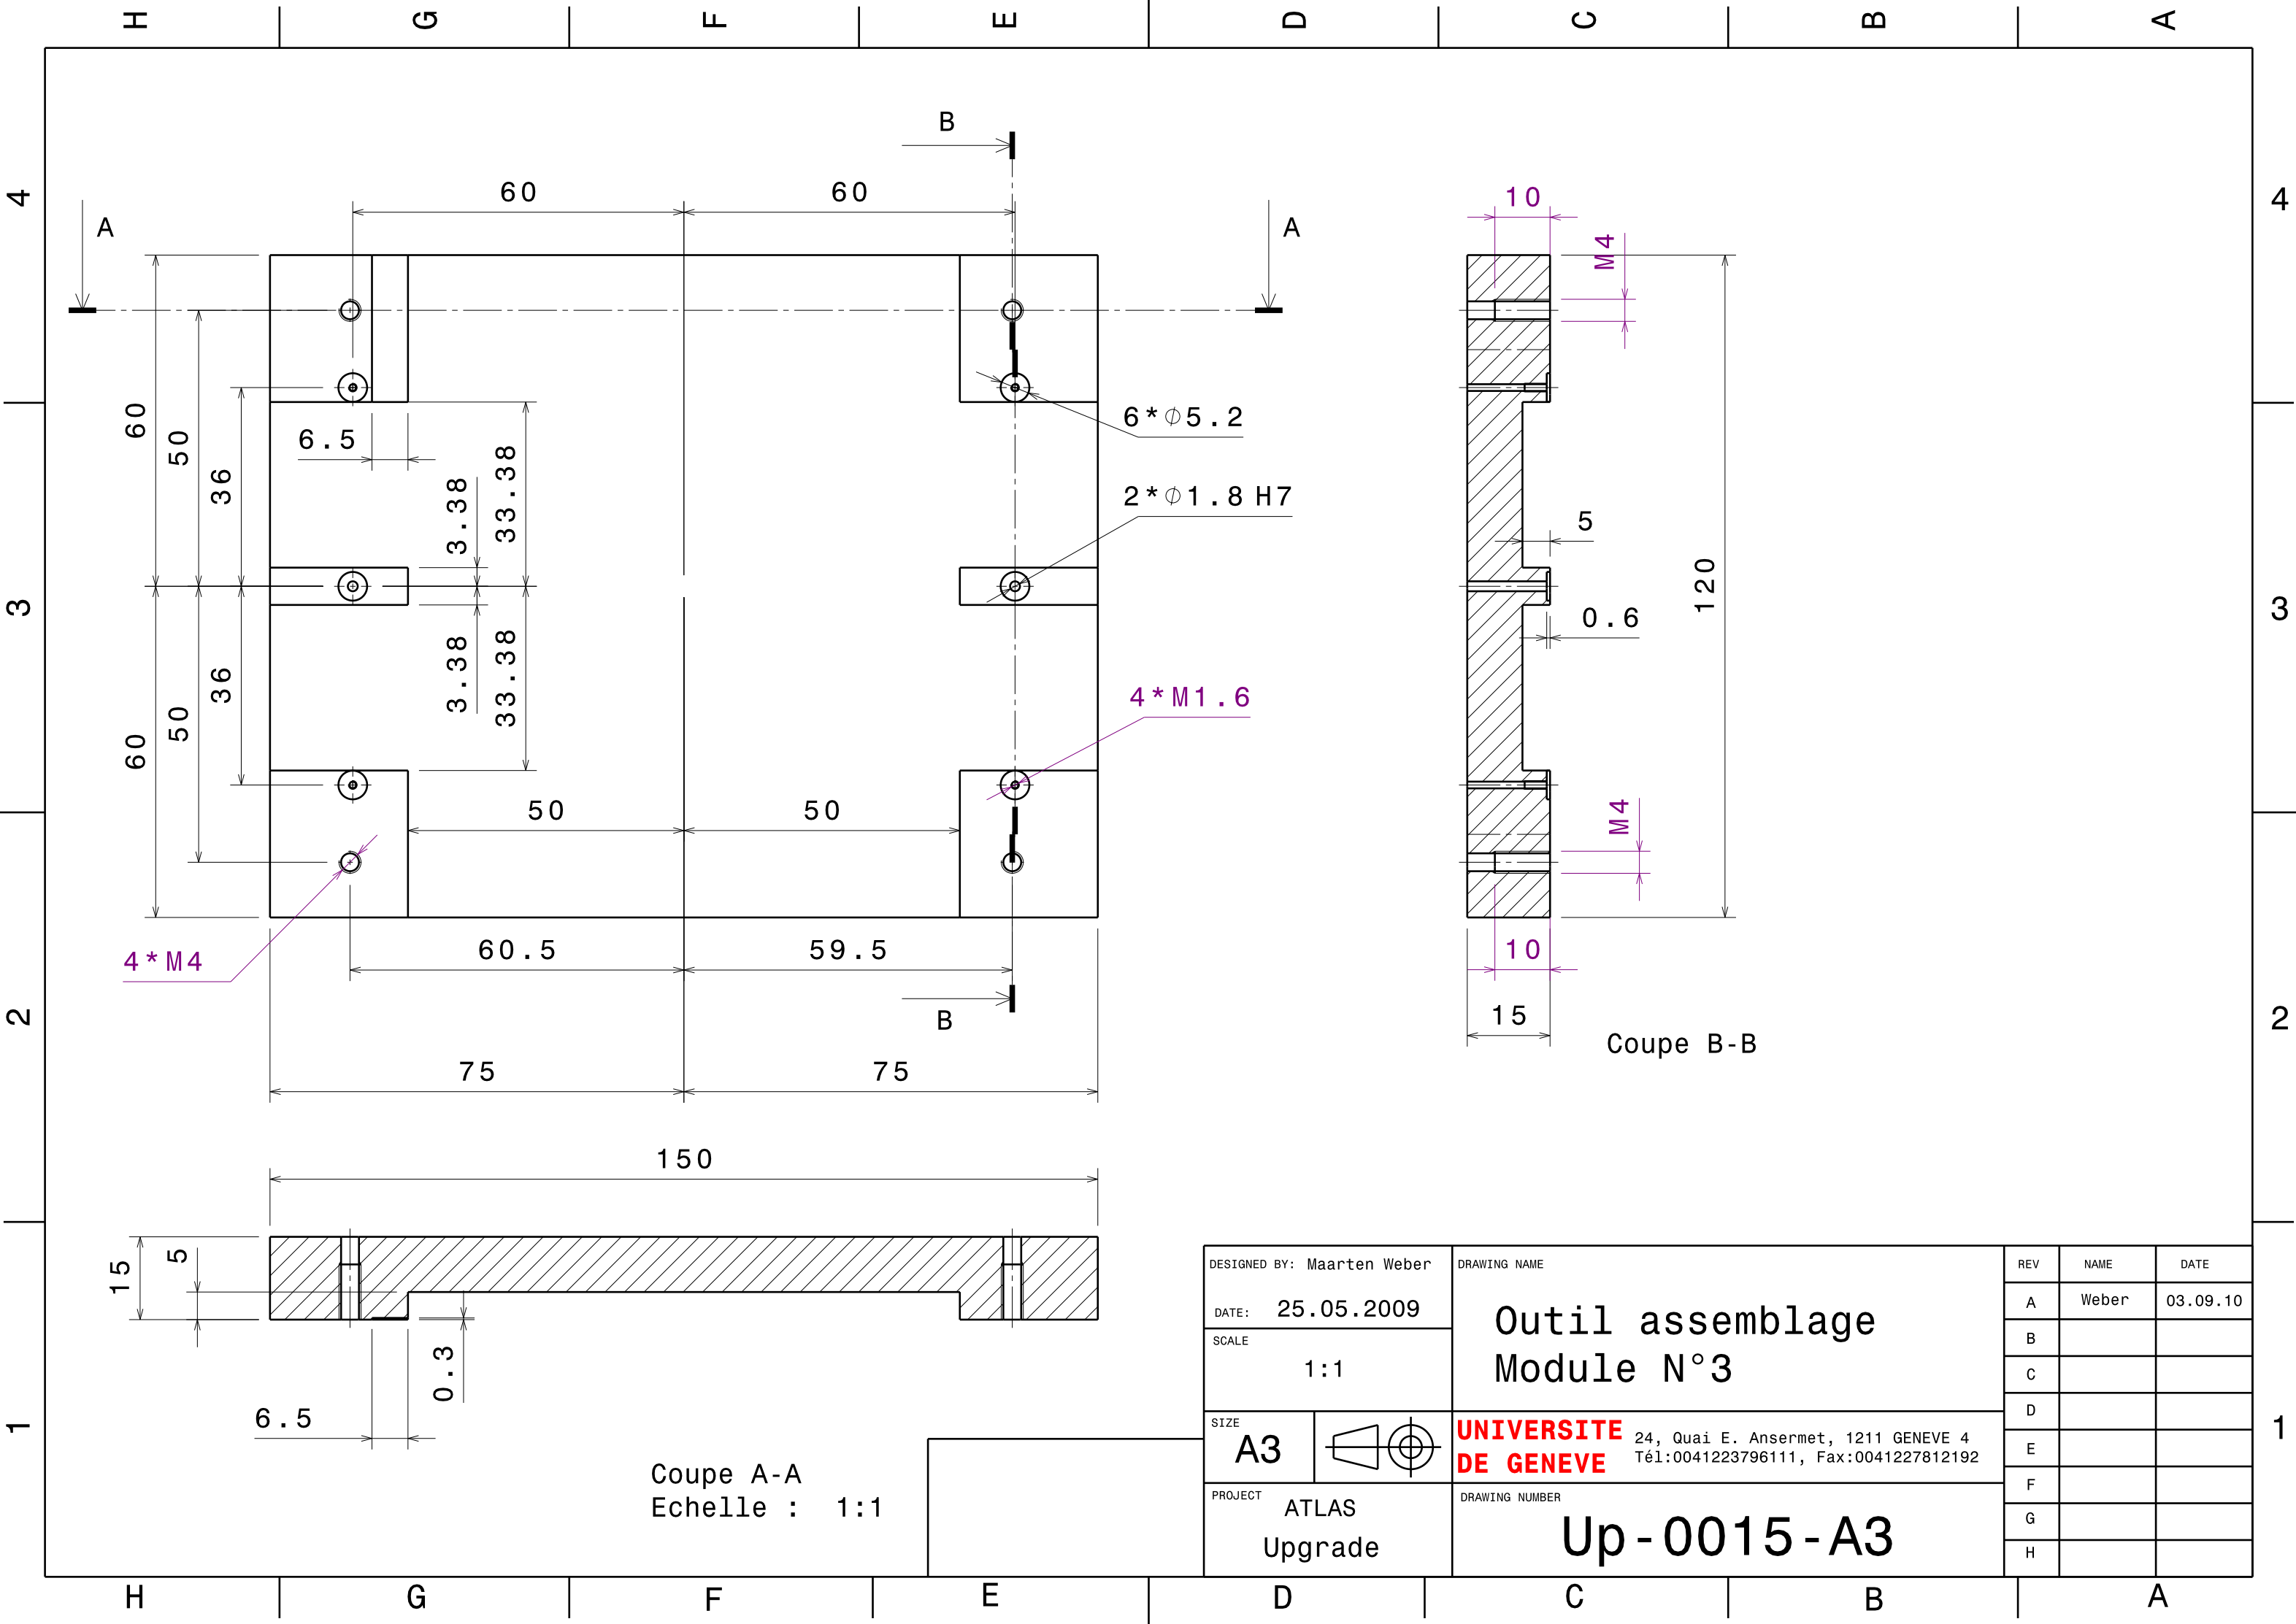 H G F E D C B A
4 4
3 3
2 2
1 1
B
60 60
A A
60
50
36
6.5
3.38
33.38
6*∅5.2
2*∅1.8 H7
4*M1.6
60
50
36
3.38
33.38
50 50
4*M4
60.5 59.5
B
75 75
10
M4
5
0.6
120
M4
10
15
Coupe B-B
150
15
5
0.3
6.5
Coupe A-A
Echelle : 1:1
DESIGNED BY: Maarten Weber
DATE: 25.05.2009
SCALE
1:1
SIZE
A3
PROJECT
ATLAS
Upgrade
DRAWING NAME
Outil assemblage
Module N°3
UNIVERSITE
DE GENEVE
24, Quai E. Ansermet, 1211 GENEVE 4
Tél:0041223796111, Fax:0041227812192
DRAWING NUMBER
Up-0015-A3
REV NAME DATE
A Weber 03.09.10
B
C
D
E
F
G
H
H G F E D C B A